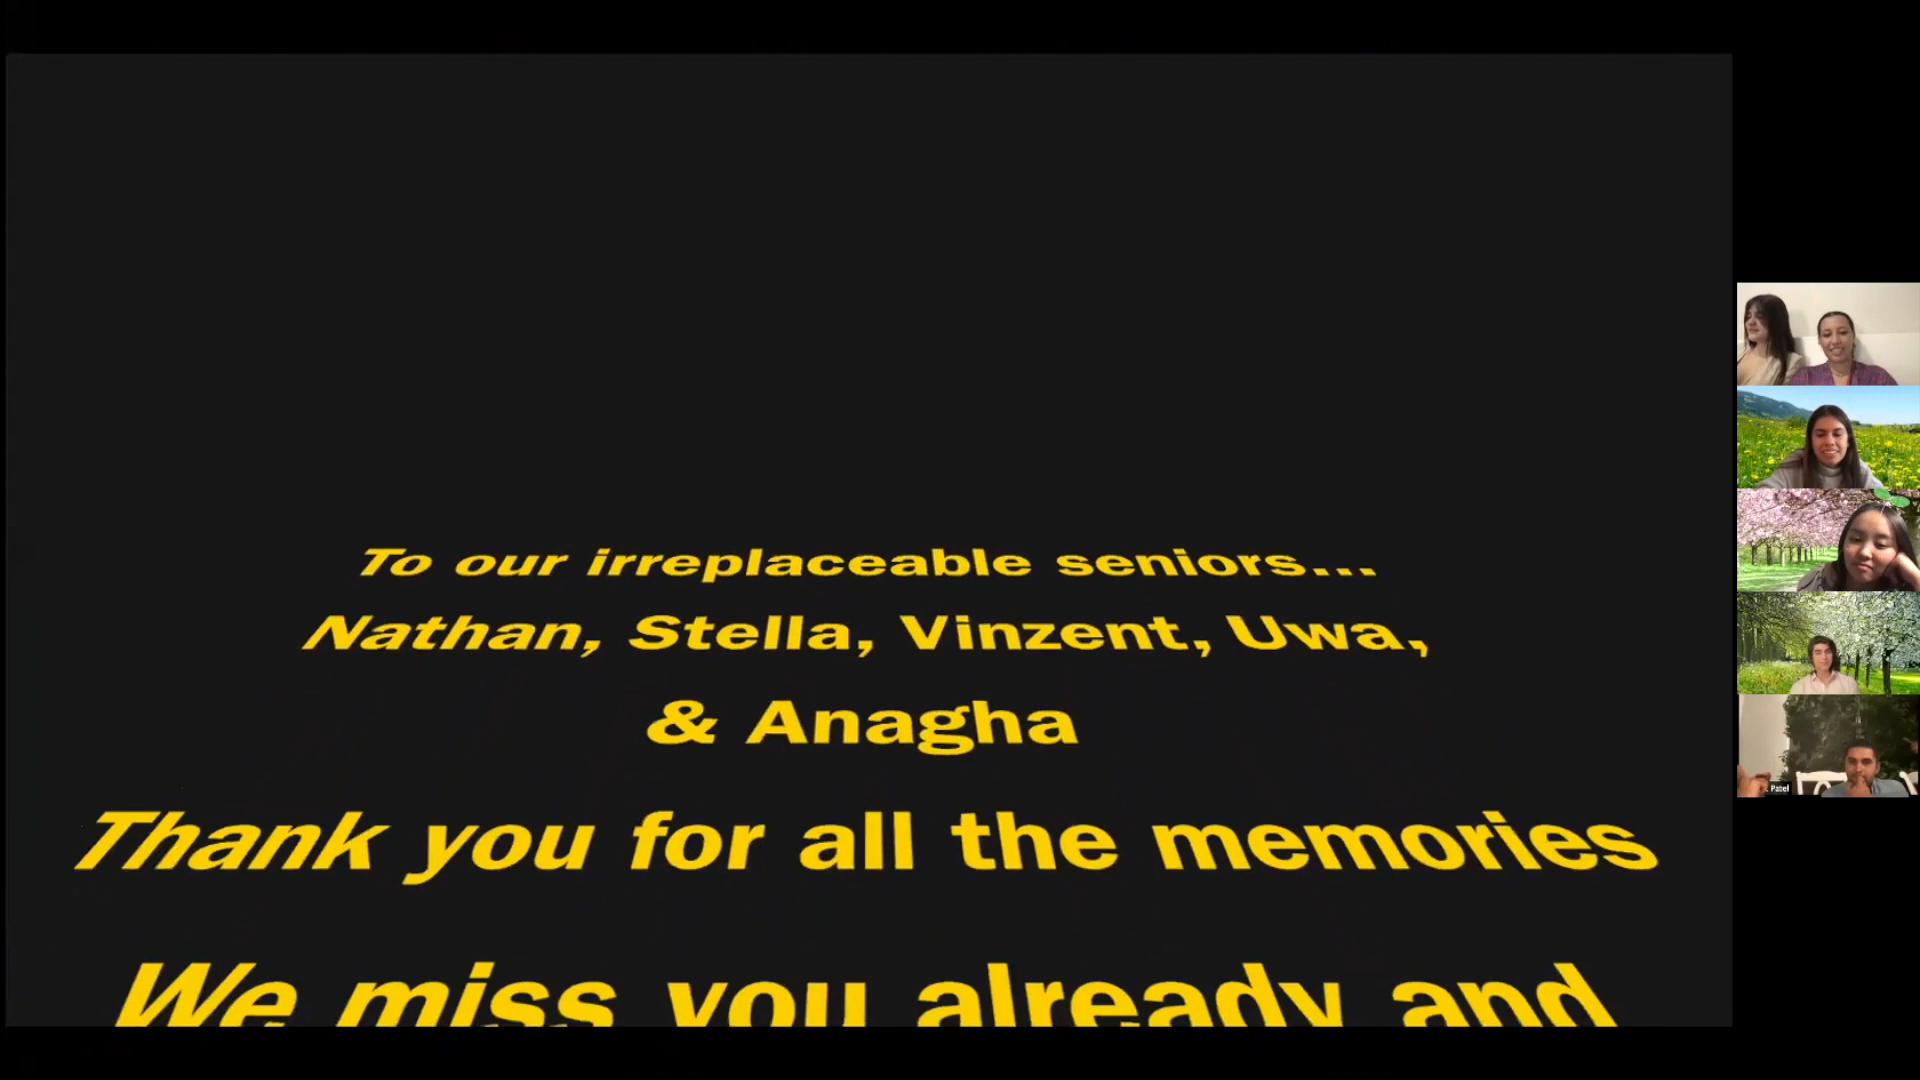 To our irreplaceable seniors...
Nathan, Stella, Vinzent, Uwa,
& Anagha
Thank you for all the memories
We miss you already and
Patel